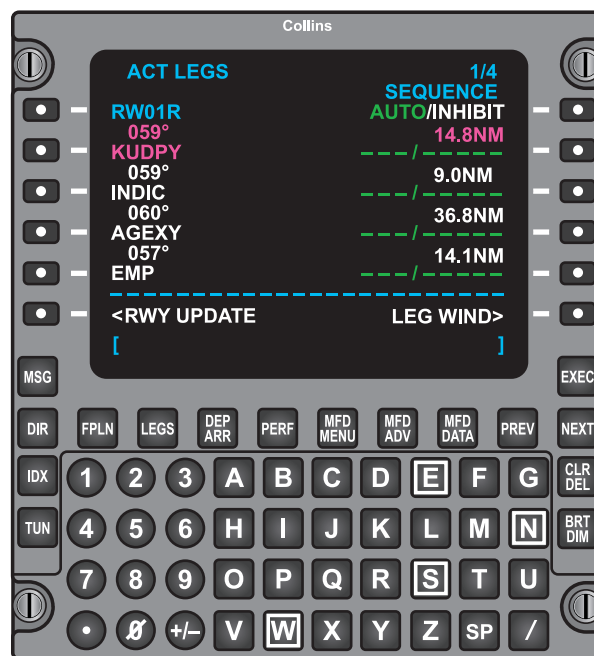 Collins
ACT LEGS 1/4
SEQUENCE
RW01R AUTO/INHIBIT
059° 14.8NM
KUDPY ---/-----
059° 9.0NM
INDIC ---/-----
060° 36.8NM
AGEXY ---/-----
057° 14.1NM
EMP ---/-----
------------------------
<RWY UPDATE LEG WIND>
[ ]
MSG EXEC
DIR FPLN LEGS DEP ARR PERF MFD MENU MFD ADV MFD DATA PREV NEXT
IDX 1 2 3 A B C D E F G CLR DEL
TUN 4 5 6 H I J K L M N BRT DIM
7 8 9 O P Q R S T U
• 0 +/– V W X Y Z SP /